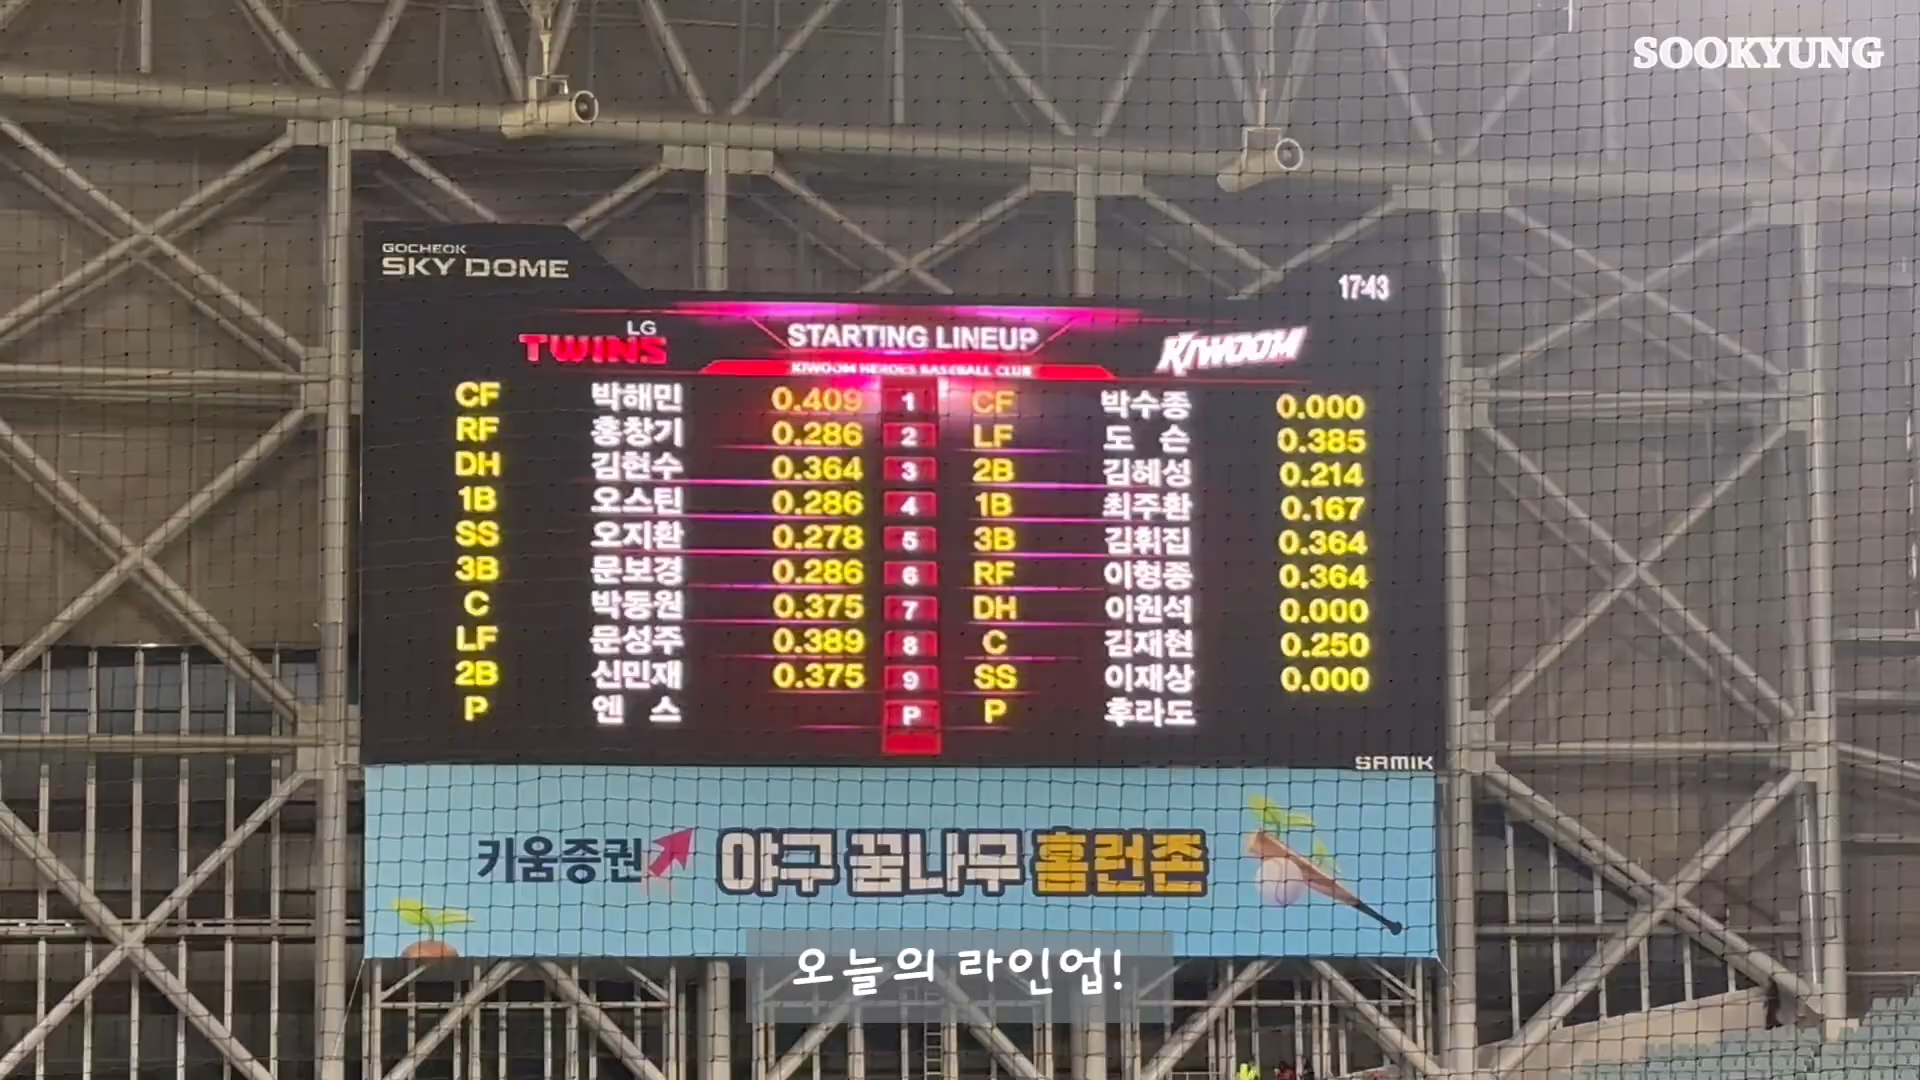 SOOKYUNG
GOCHEOK
SKY DOME
17:43
LG
TWINS
STARTING LINEUP
KIWOOM
KIWOOM HEROES BASEBALL CLUB
CF 박해민 0.409 1 CF 박수종 0.000
RF 홍창기 0.286 2 LF 도 슨 0.385
DH 김현수 0.364 3 2B 김혜성 0.214
1B 오스틴 0.286 4 1B 최주환 0.167
SS 오지환 0.278 5 3B 김휘집 0.364
3B 문보경 0.286 6 RF 이형종 0.364
C 박동원 0.375 7 DH 이원석 0.000
LF 문성주 0.389 8 C 김재현 0.250
2B 신민재 0.375 9 SS 이재상 0.000
P 엔 스 P P 후라도
SAMIK
키움증권 야구 꿈나무 홈런존
오늘의 라인업!